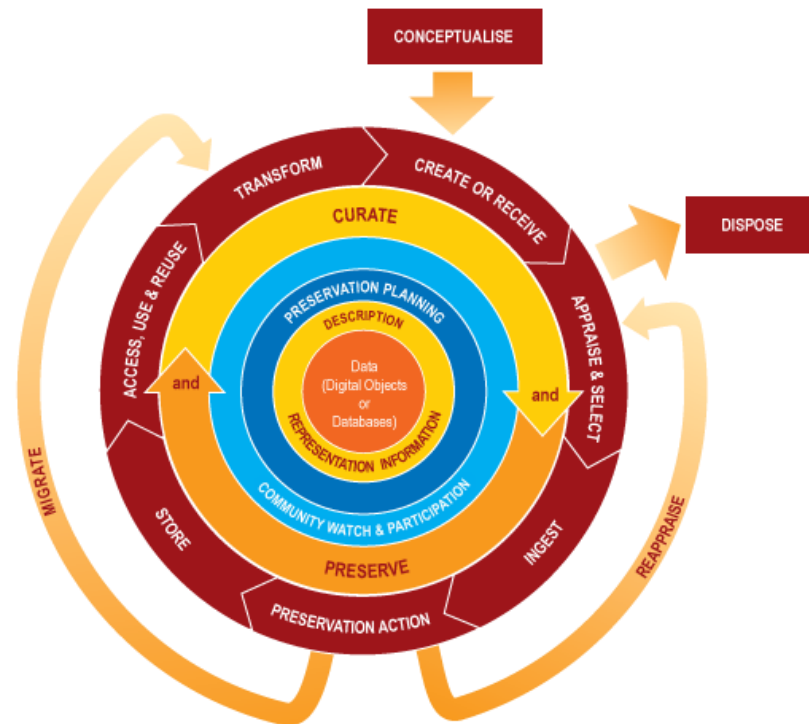 CONCEPTUALISE
CREATE OR RECEIVE
DISPOSE
APPRAISE & SELECT
INGEST
PRESERVATION ACTION
STORE
ACCESS, USE & REUSE
TRANSFORM
MIGRATE
REAPPRAISE
CURATE
and
PRESERVE
and
COMMUNITY WATCH & PARTICIPATION
PRESERVATION PLANNING
DESCRIPTION
REPRESENTATION INFORMATION
Data
(Digital Objects
or
Databases)